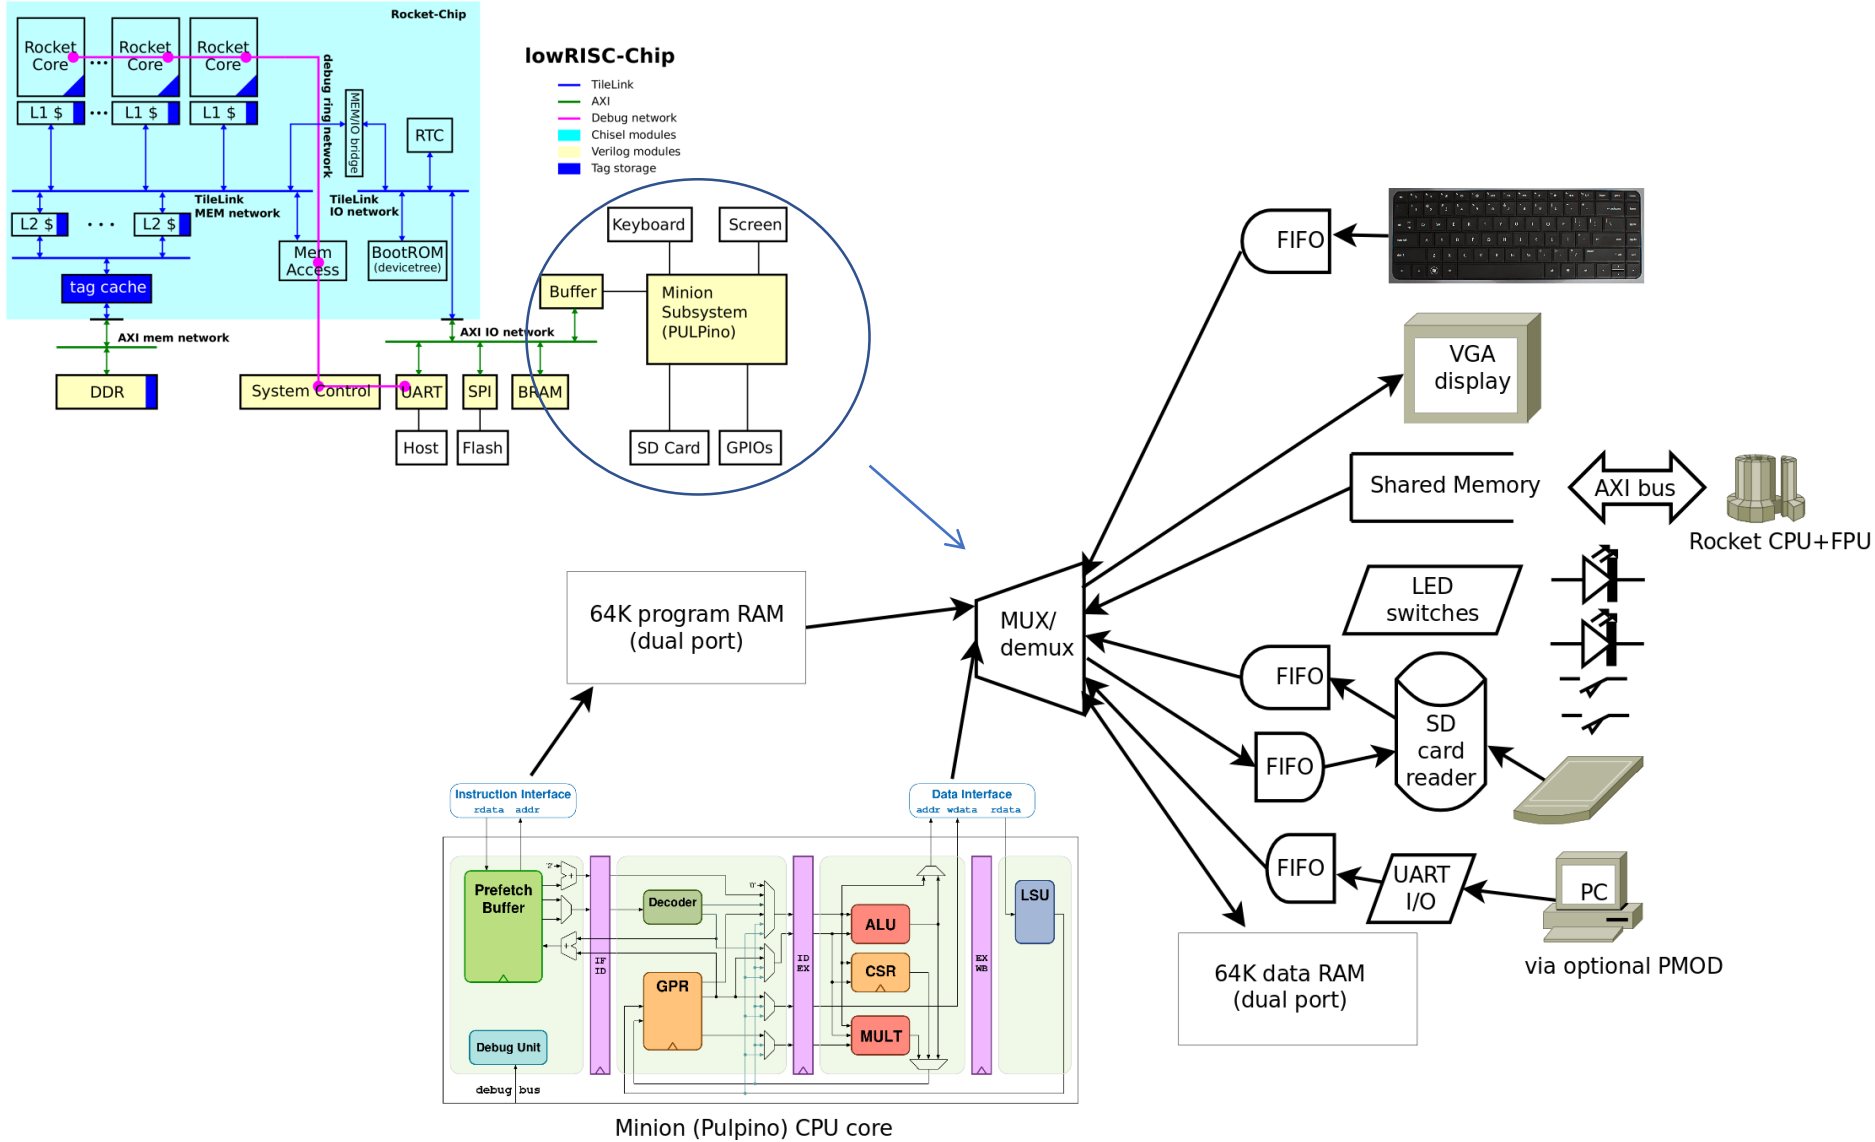 Rocket-Chip
Rocket
Core
...
Rocket
Core
Rocket
Core
L1 $
...
L1 $
L1 $
debug ring network
MEM/IO bridge
RTC
TileLink
MEM network
TileLink
IO network
L2 $
...
L2 $
Mem
Access
BootROM
(devicetree)
tag cache
AXI mem network
AXI IO network
DDR
System Control
UART
SPI
BRAM
Host
Flash
lowRISC-Chip
TileLink
AXI
Debug network
Chisel modules
Verilog modules
Tag storage
Keyboard
Screen
Buffer
Minion
Subsystem
(PULPino)
SD Card
GPIOs
FIFO
VGA
display
Shared Memory
AXI bus
Rocket CPU+FPU
LED
switches
64K program RAM
(dual port)
MUX/
demux
FIFO
FIFO
SD
card
reader
FIFO
UART
I/O
PC
via optional PMOD
64K data RAM
(dual port)
Instruction Interface
rdata addr
Data Interface
addr wdata rdata
Prefetch
Buffer
'2'
+
+
IF
ID
Decoder
'0'
GPR
ID
EX
ALU
CSR
MULT
EX
WB
LSU
Debug Unit
debug bus
Minion (Pulpino) CPU core